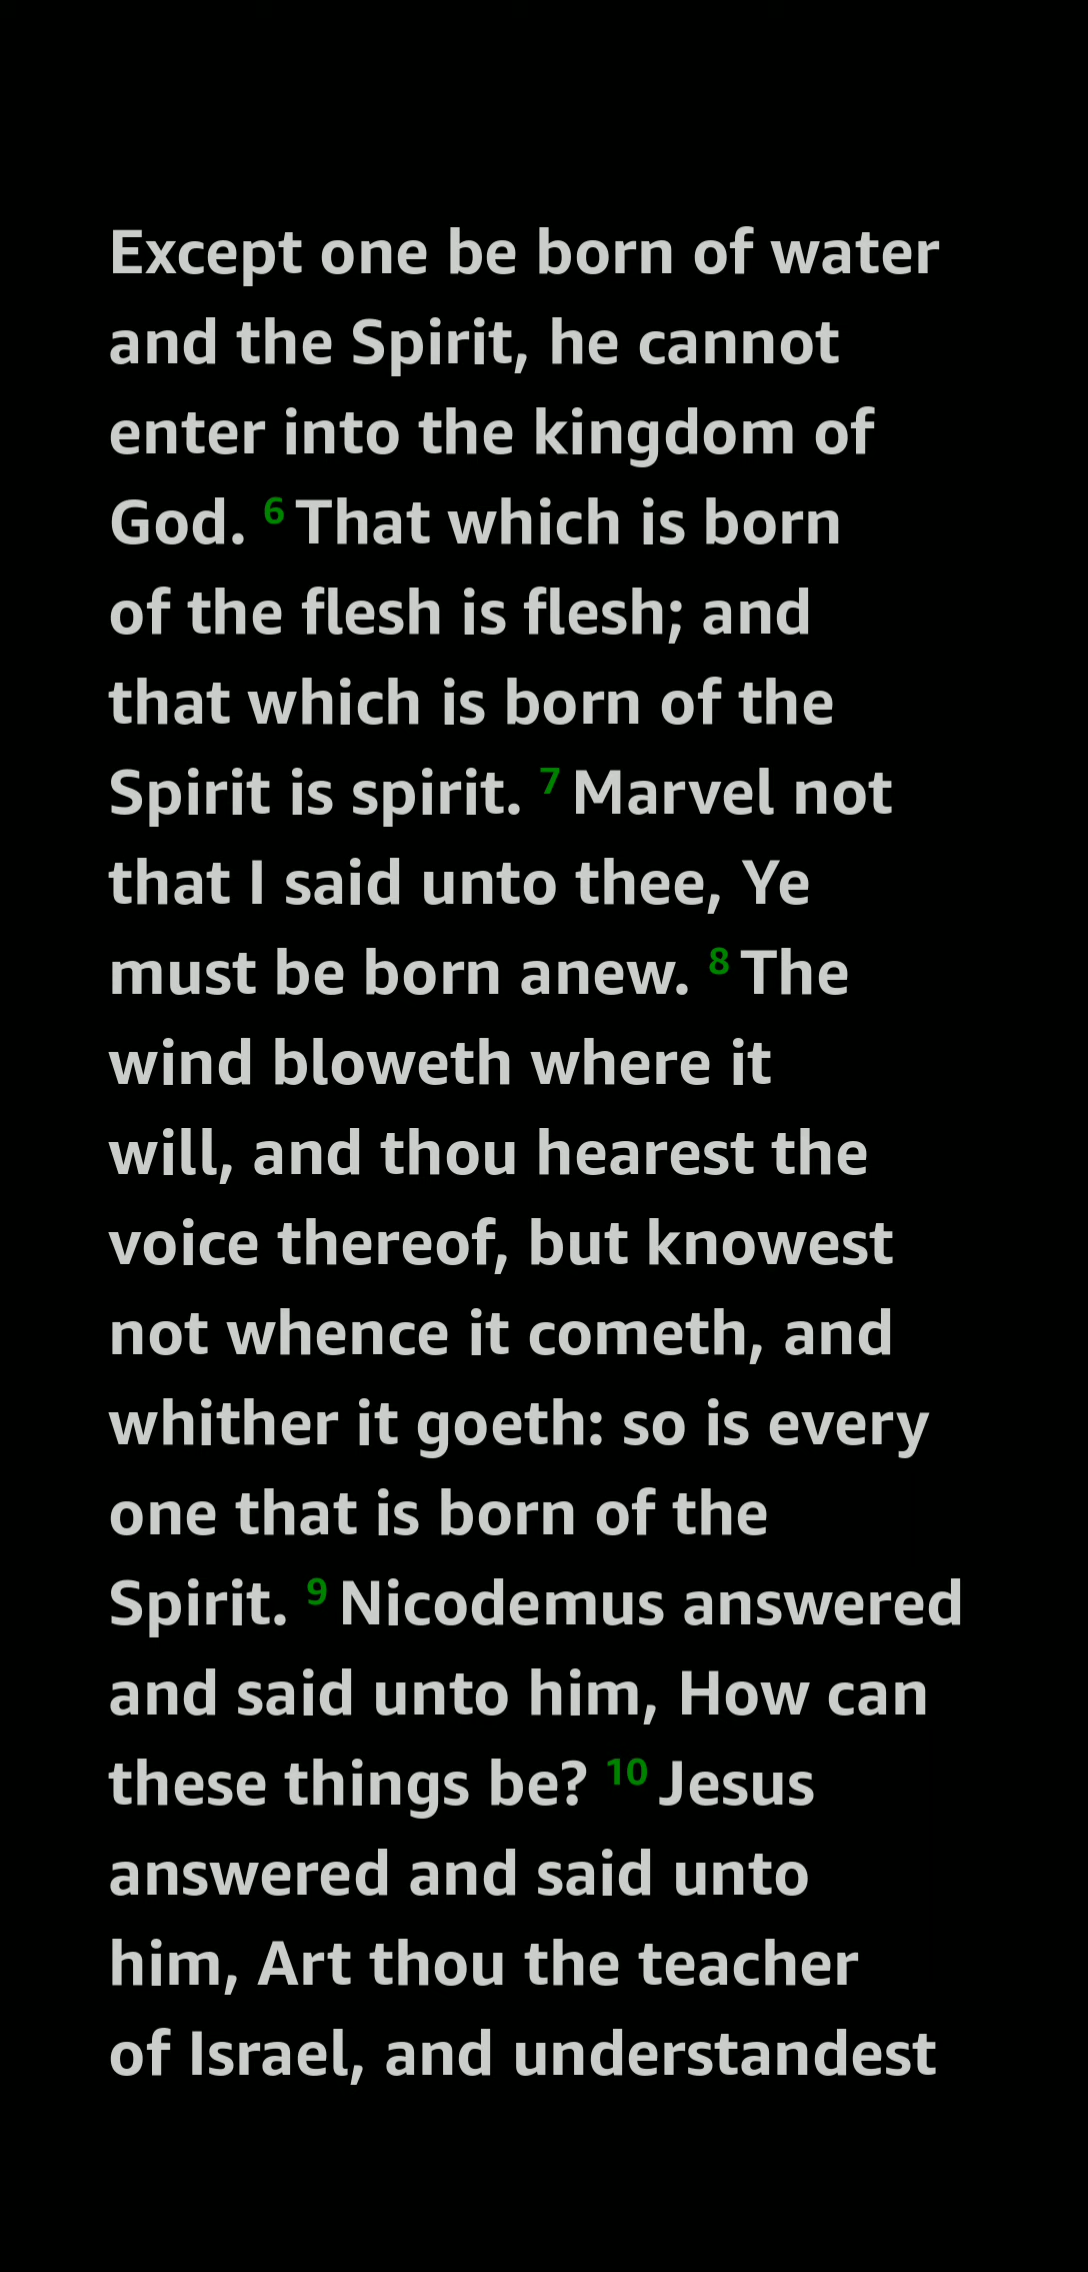 Except one be born of water
and the Spirit, he cannot
enter into the kingdom of
God. 6 That which is born
of the flesh is flesh; and
that which is born of the
Spirit is spirit. 7 Marvel not
that I said unto thee, Ye
must be born anew. 8 The
wind bloweth where it
will, and thou hearest the
voice thereof, but knowest
not whence it cometh, and
whither it goeth: so is every
one that is born of the
Spirit. 9 Nicodemus answered
and said unto him, How can
these things be? 10 Jesus
answered and said unto
him, Art thou the teacher
of Israel, and understandest